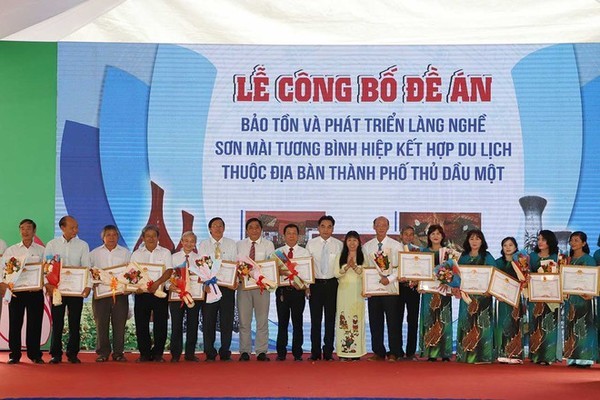 LỄ CÔNG BỐ ĐỀ ÁN
BẢO TỒN VÀ PHÁT TRIỂN LÀNG NGHỀ
SƠN MÀI TƯƠNG BÌNH HIỆP KẾT HỢP DU LỊCH
THUỘC ĐỊA BÀN THÀNH PHỐ THỦ DẦU MỘT